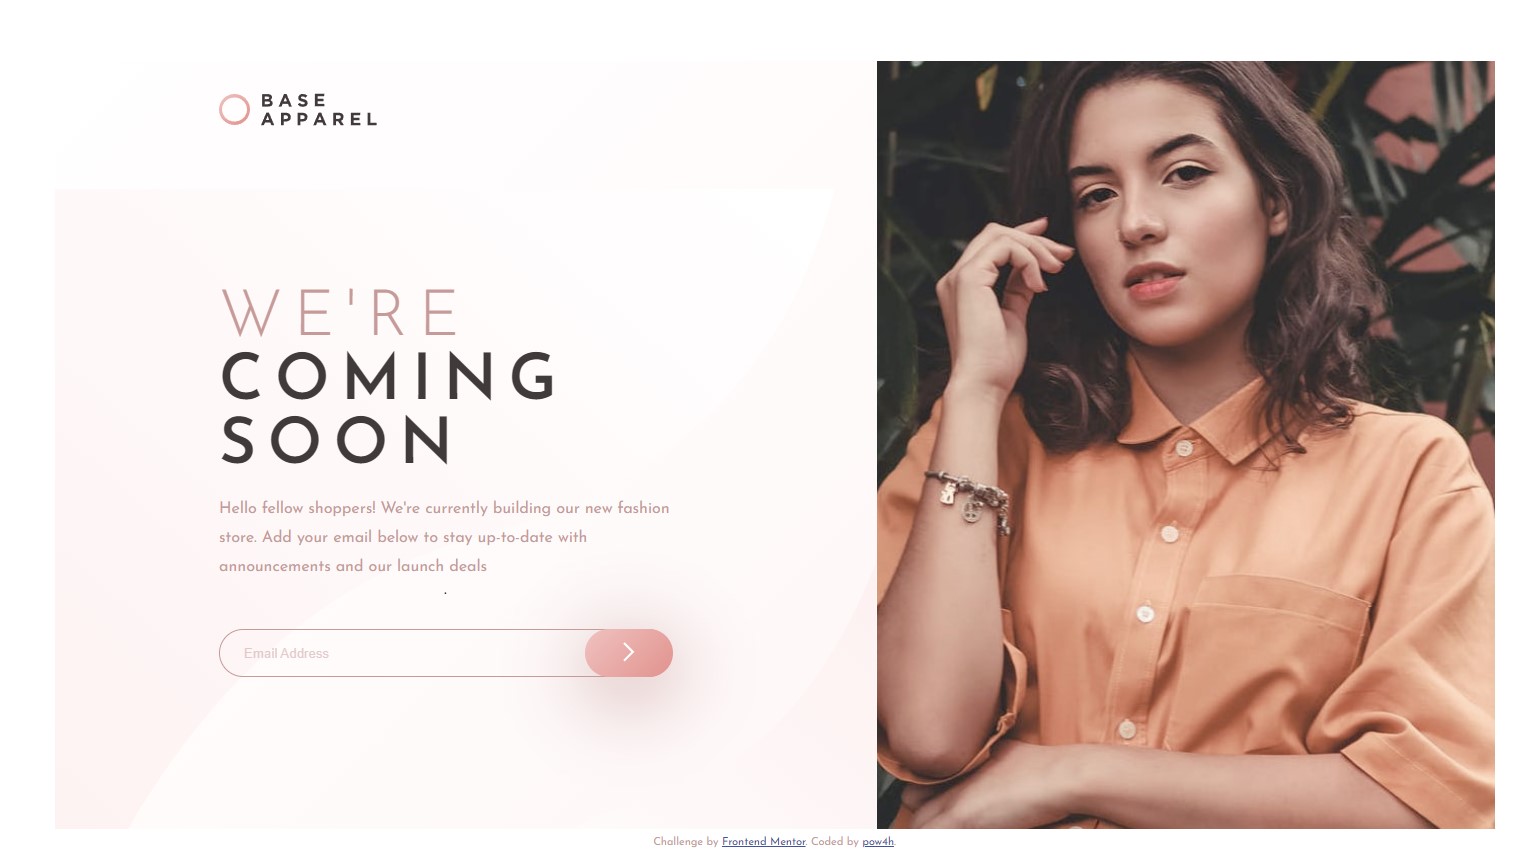 BASE
APPAREL
WE'RE
COMING
SOON
Hello fellow shoppers! We're currently building our new fashion
store. Add your email below to stay up-to-date with
announcements and our launch deals
.
Email Address
Challenge by Frontend Mentor. Coded by pow4h.